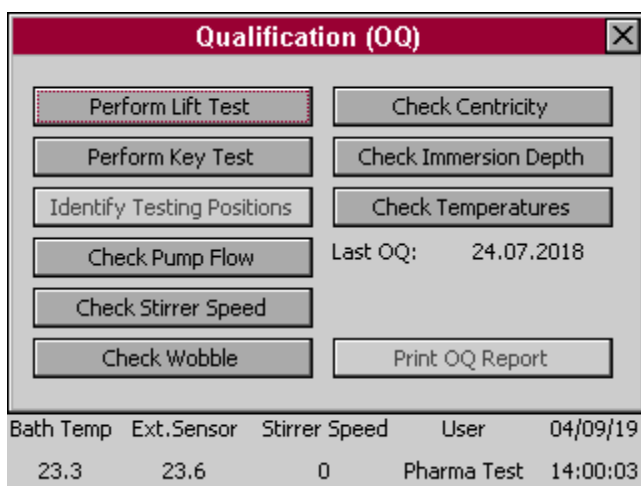 Qualification (OQ)
Perform Lift Test
Check Centricity
Perform Key Test
Check Immersion Depth
Identify Testing Positions
Check Temperatures
Check Pump Flow
Last OQ: 24.07.2018
Check Stirrer Speed
Check Wobble
Print OQ Report
Bath Temp Ext.Sensor Stirrer Speed User 04/09/19
23.3 23.6 0 Pharma Test 14:00:03